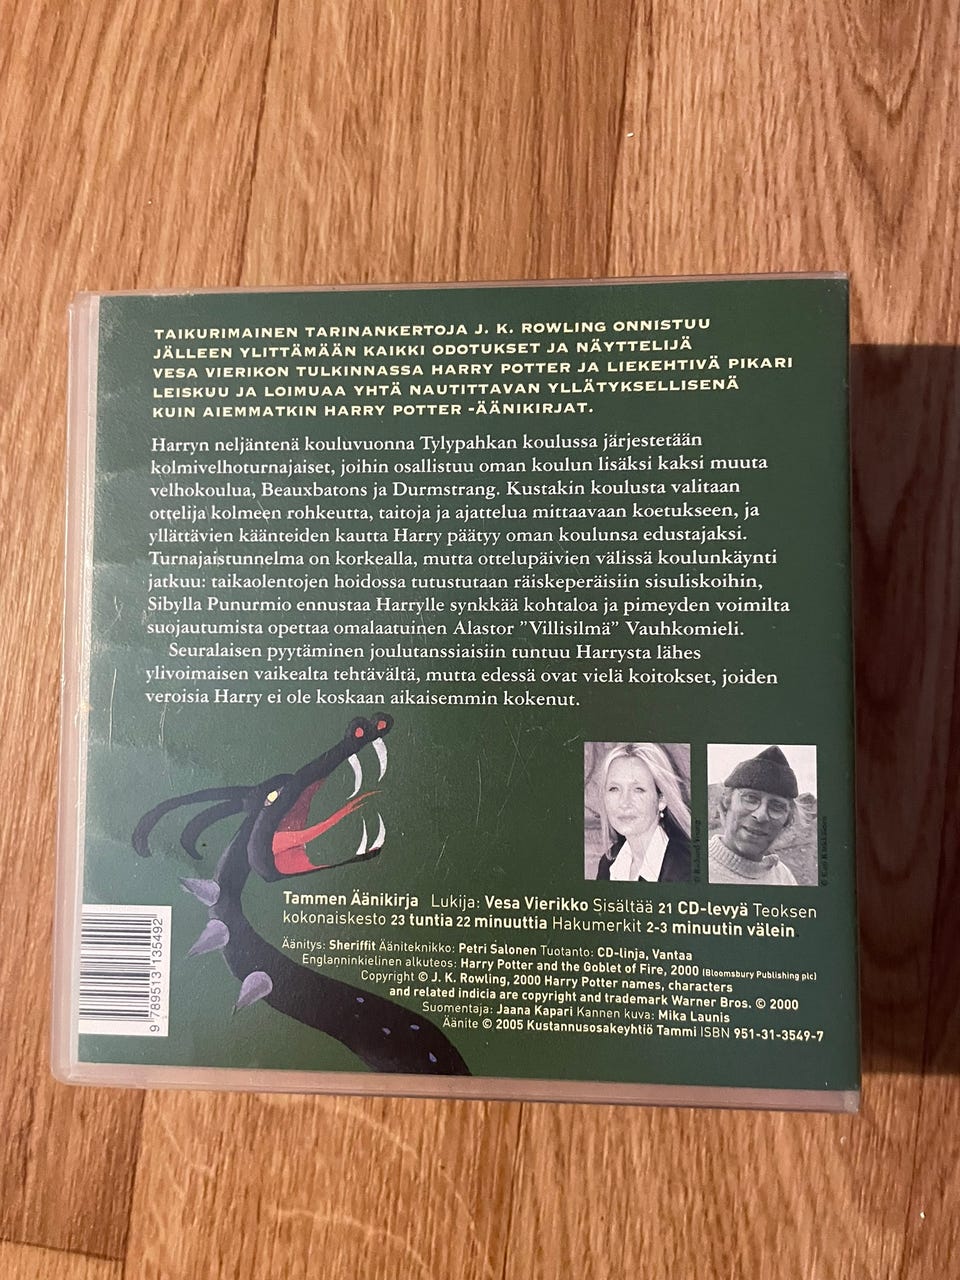 TAIKURIMAINEN TARINANKERTOJA J. K. ROWLING ONNISTUU
JÄLLEEN YLITTÄMÄÄN KAIKKI ODOTUKSET JA NÄYTTELIJÄ
VESA VIERIKON TULKINNASSA HARRY POTTER JA LIEKEHTIVÄ PIKARI
LEISKUU JA LOIMUAA YHTÄ NAUTITTAVAN YLLÄTYKSELLISENÄ
KUIN AIEMMATKIN HARRY POTTER -ÄÄNIKIRJAT.
Harryn neljäntenä kouluvuonna Tylypahkan koulussa järjestetään
kolmivelhoturnajaiset, joihin osallistuu oman koulun lisäksi kaksi muuta
velhokoulua, Beauxbatons ja Durmstrang. Kustakin koulusta valitaan
ottelija kolmeen rohkeutta, taitoja ja ajattelua mittaavaan koetukseen, ja
yllättävien käänteiden kautta Harry päätyy oman koulunsa edustajaksi.
Turnajaistunnelma on korkealla, mutta ottelupäivien välissä koulunkäynti
jatkuu: taikaolentojen hoidossa tutustutaan räiskeperäisiin sisuliskoihin,
Sibylla Punurmio ennustaa Harrylle synkkää kohtaloa ja pimeyden voimilta
suojautumista opettaa omalaatuinen Alastor ”Villisilmä” Vauhkomieli.
Seuralaisen pyytäminen joulutanssiaisiin tuntuu Harrysta lähes
ylivoimaisen vaikealta tehtävältä, mutta edessä ovat vielä koitokset, joiden
veroisia Harry ei ole koskaan aikaisemmin kokenut.
Tammen Äänikirja Lukija: Vesa Vierikko Sisältää 21 CD-levyä Teoksen
kokonaiskesto 23 tuntia 22 minuuttia Hakumerkit 2-3 minuutin välein
Äänitys: Sheriffit Ääniteknikko: Petri Salonen Tuotanto: CD-linja, Vantaa
Englanninkielinen alkuteos: Harry Potter and the Goblet of Fire, 2000 (Bloomsbury Publishing plc)
Copyright © J. K. Rowling, 2000 Harry Potter names, characters
and related indicia are copyright and trademark Warner Bros. © 2000
Suomentaja: Jaana Kapari Kannen kuva: Mika Launis
Äänite © 2005 Kustannusosakeyhtiö Tammi ISBN 951-31-3549-7
9 789513 135492